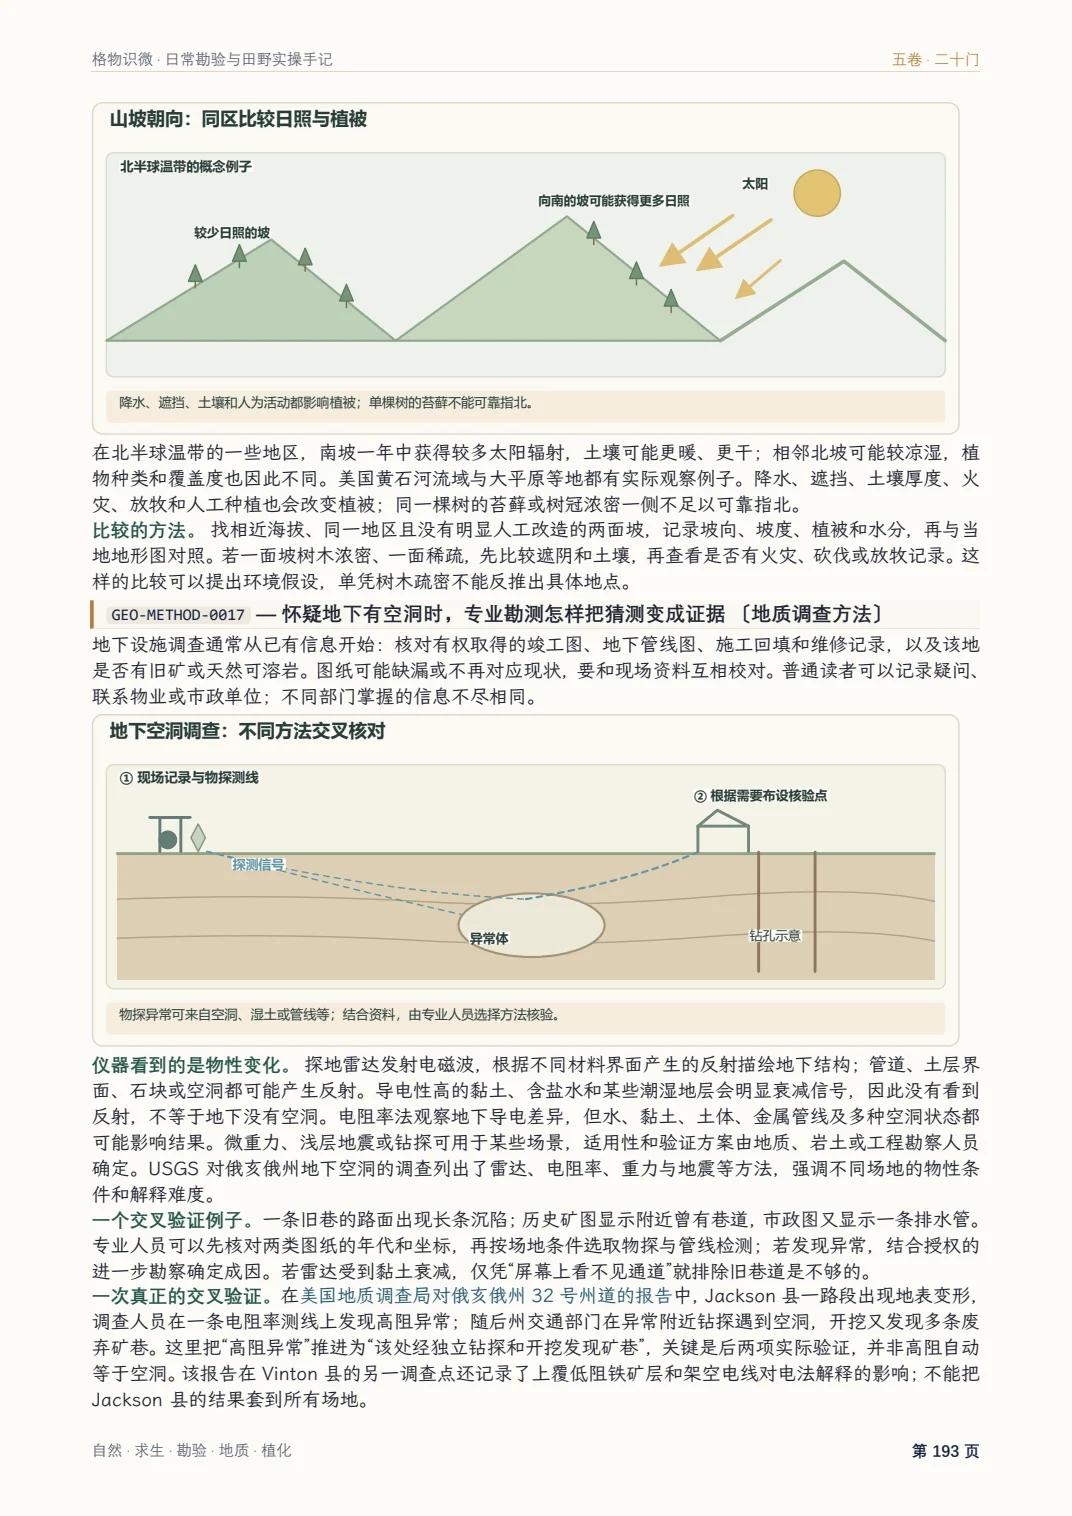 格物识微 · 日常勘验与田野实操手记
五卷 · 二十门
山坡朝向：同区比较日照与植被
北半球温带的概念例子
太阳
向南的坡可能获得更多日照
较少日照的坡
降水、遮挡、土壤和人为活动都影响植被；单棵树的苔藓不能可靠指北。
在北半球温带的一些地区，南坡一年中获得较多太阳辐射，土壤可能更暖、更干；相邻北坡可能较凉湿，植
物种类和覆盖度也因此不同。美国黄石河流域与大平原等地都有实际观察例子。降水、遮挡、土壤厚度、火
灾、放牧和人工种植也会改变植被；同一棵树的苔藓或树冠浓密一侧不足以可靠指北。
比较的方法。 找相近海拔、同一地区且没有明显人工改造的两面坡，记录坡向、坡度、植被和水分，再与当
地地形图对照。若一面坡树木浓密、一面稀疏，先比较遮阴和土壤，再查看是否有火灾、砍伐或放牧记录。这
样的比较可以提出环境假设，单凭树木疏密不能反推出具体地点。
GEO-METHOD-0017 — 怀疑地下有空洞时，专业勘测怎样把猜测变成证据 〔地质调查方法〕
地下设施调查通常从已有信息开始：核对有权取得的竣工图、地下管线图、施工回填和维修记录，以及该地
是否有旧矿或天然可溶岩。图纸可能缺漏或不再对应现状，要和现场资料互相校对。普通读者可以记录疑问、
联系物业或市政单位；不同部门掌握的信息不尽相同。
地下空洞调查：不同方法交叉核对
① 现场记录与物探测线
② 根据需要布设核验点
探测信号
异常体
钻孔示意
物探异常可来自空洞、湿土或管线等；结合资料，由专业人员选择方法核验。
仪器看到的是物性变化。 探地雷达发射电磁波，根据不同材料界面产生的反射描绘地下结构；管道、土层界
面、石块或空洞都可能产生反射。导电性高的黏土、含盐水和某些潮湿地层会明显衰减信号，因此没有看到
反射，不等于地下没有空洞。电阻率法观察地下导电差异，但水、黏土、土体、金属管线及多种空洞状态都
可能影响结果。微重力、浅层地震或钻探可用于某些场景，适用性和验证方案由地质、岩土或工程勘察人员
确定。USGS 对俄亥俄州地下空洞的调查列出了雷达、电阻率、重力与地震等方法，强调不同场地的物性条
件和解释难度。
一个交叉验证例子。一条旧巷的路面出现长条沉陷；历史矿图显示附近曾有巷道，市政图又显示一条排水管。
专业人员可以先核对两类图纸的年代和坐标，再按场地条件选取物探与管线检测；若发现异常，结合授权的
进一步勘察确定成因。若雷达受到黏土衰减，仅凭“屏幕上看不见通道”就排除旧巷道是不够的。
一次真正的交叉验证。在美国地质调查局对俄亥俄州 32 号州道的报告中，Jackson 县一路段出现地表变形，
调查人员在一条电阻率测线上发现高阻异常；随后州交通部门在异常附近钻探遇到空洞，开挖又发现多条废
弃矿巷。这里把“高阻异常”推进为“该处经独立钻探和开挖发现矿巷”，关键是后两项实际验证，并非高阻自动
等于空洞。该报告在 Vinton 县的另一调查点还记录了上覆低阻铁矿层和架空电线对电法解释的影响；不能把
Jackson 县的结果套到所有场地。
自然 · 求生 · 勘验 · 地质 · 植化
第 193 页